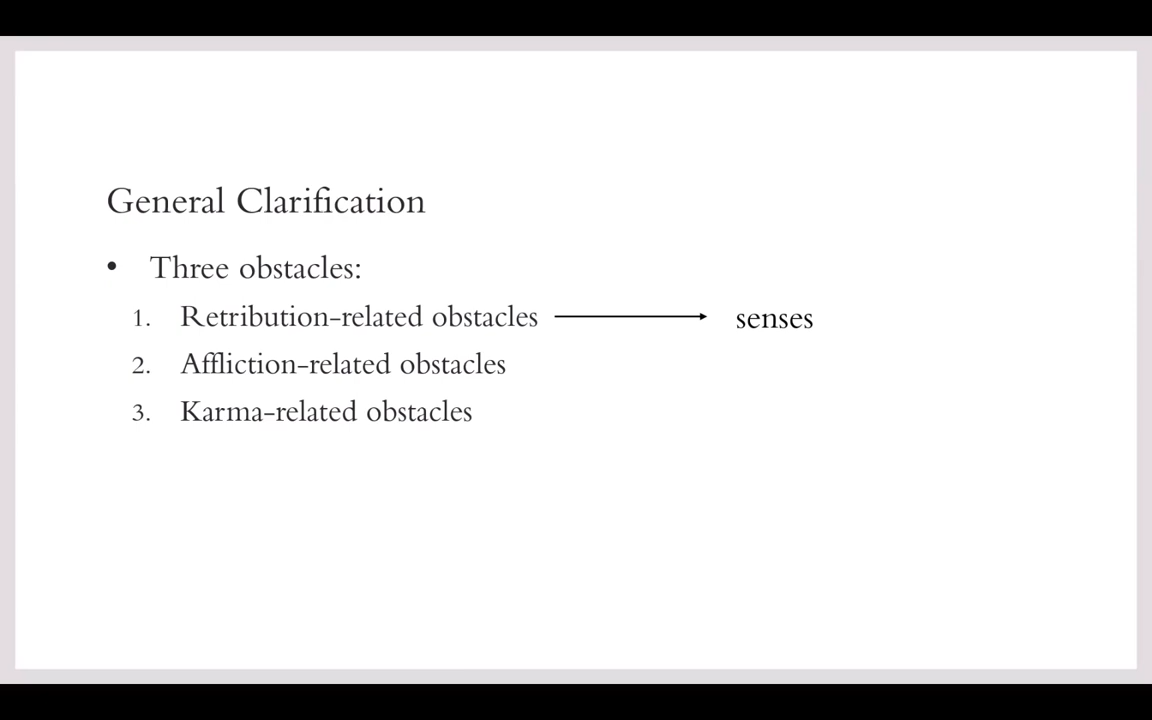 General Clarification
• Three obstacles:
1. Retribution-related obstacles → senses
2. Affliction-related obstacles
3. Karma-related obstacles